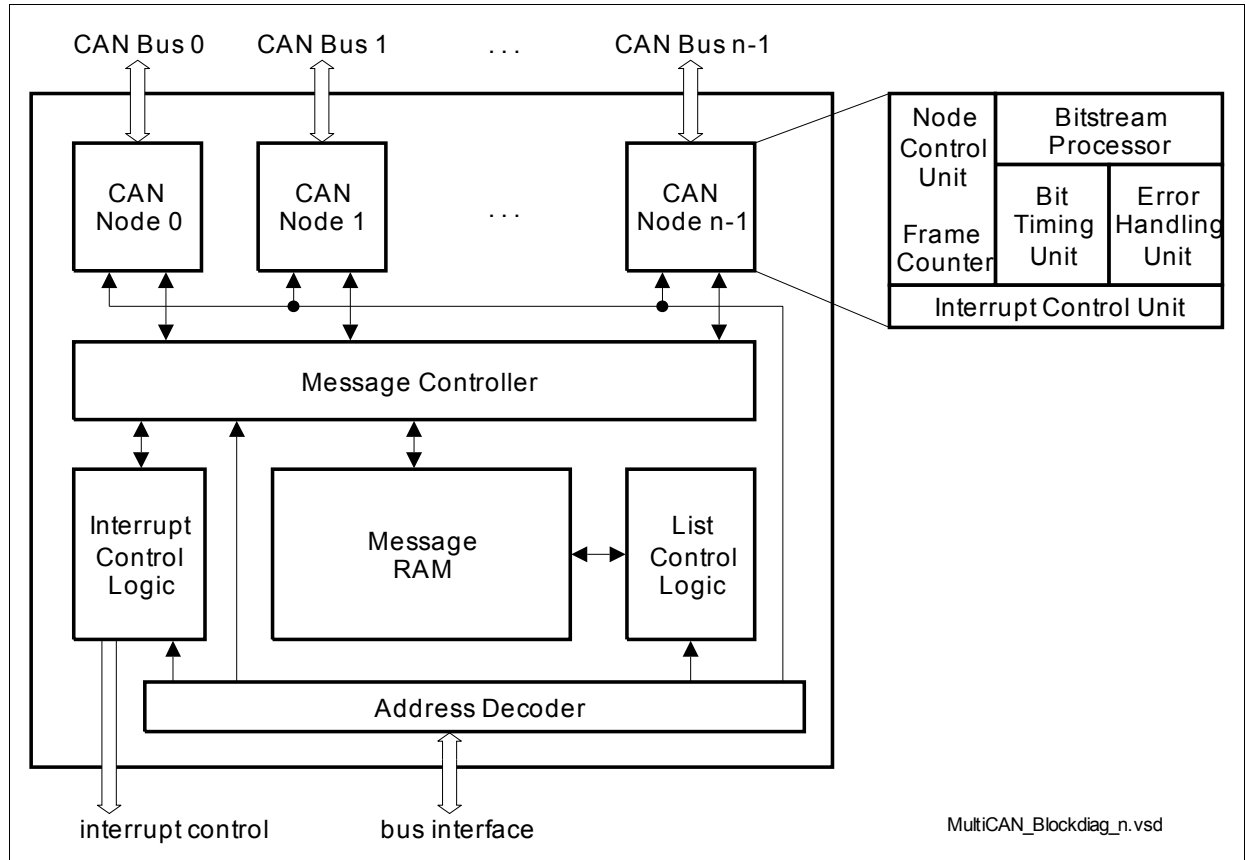 CAN Bus 0
CAN Bus 1
. . .
CAN Bus n-1
CAN
Node 0
CAN
Node 1
. . .
CAN
Node n-1
Node
Control
Unit
Frame
Counter
Bitstream
Processor
Bit
Timing
Unit
Error
Handling
Unit
Interrupt Control Unit
Message Controller
Interrupt
Control
Logic
Message
RAM
List
Control
Logic
Address Decoder
interrupt control
bus interface
MultiCAN_Blockdiag_n.vsd